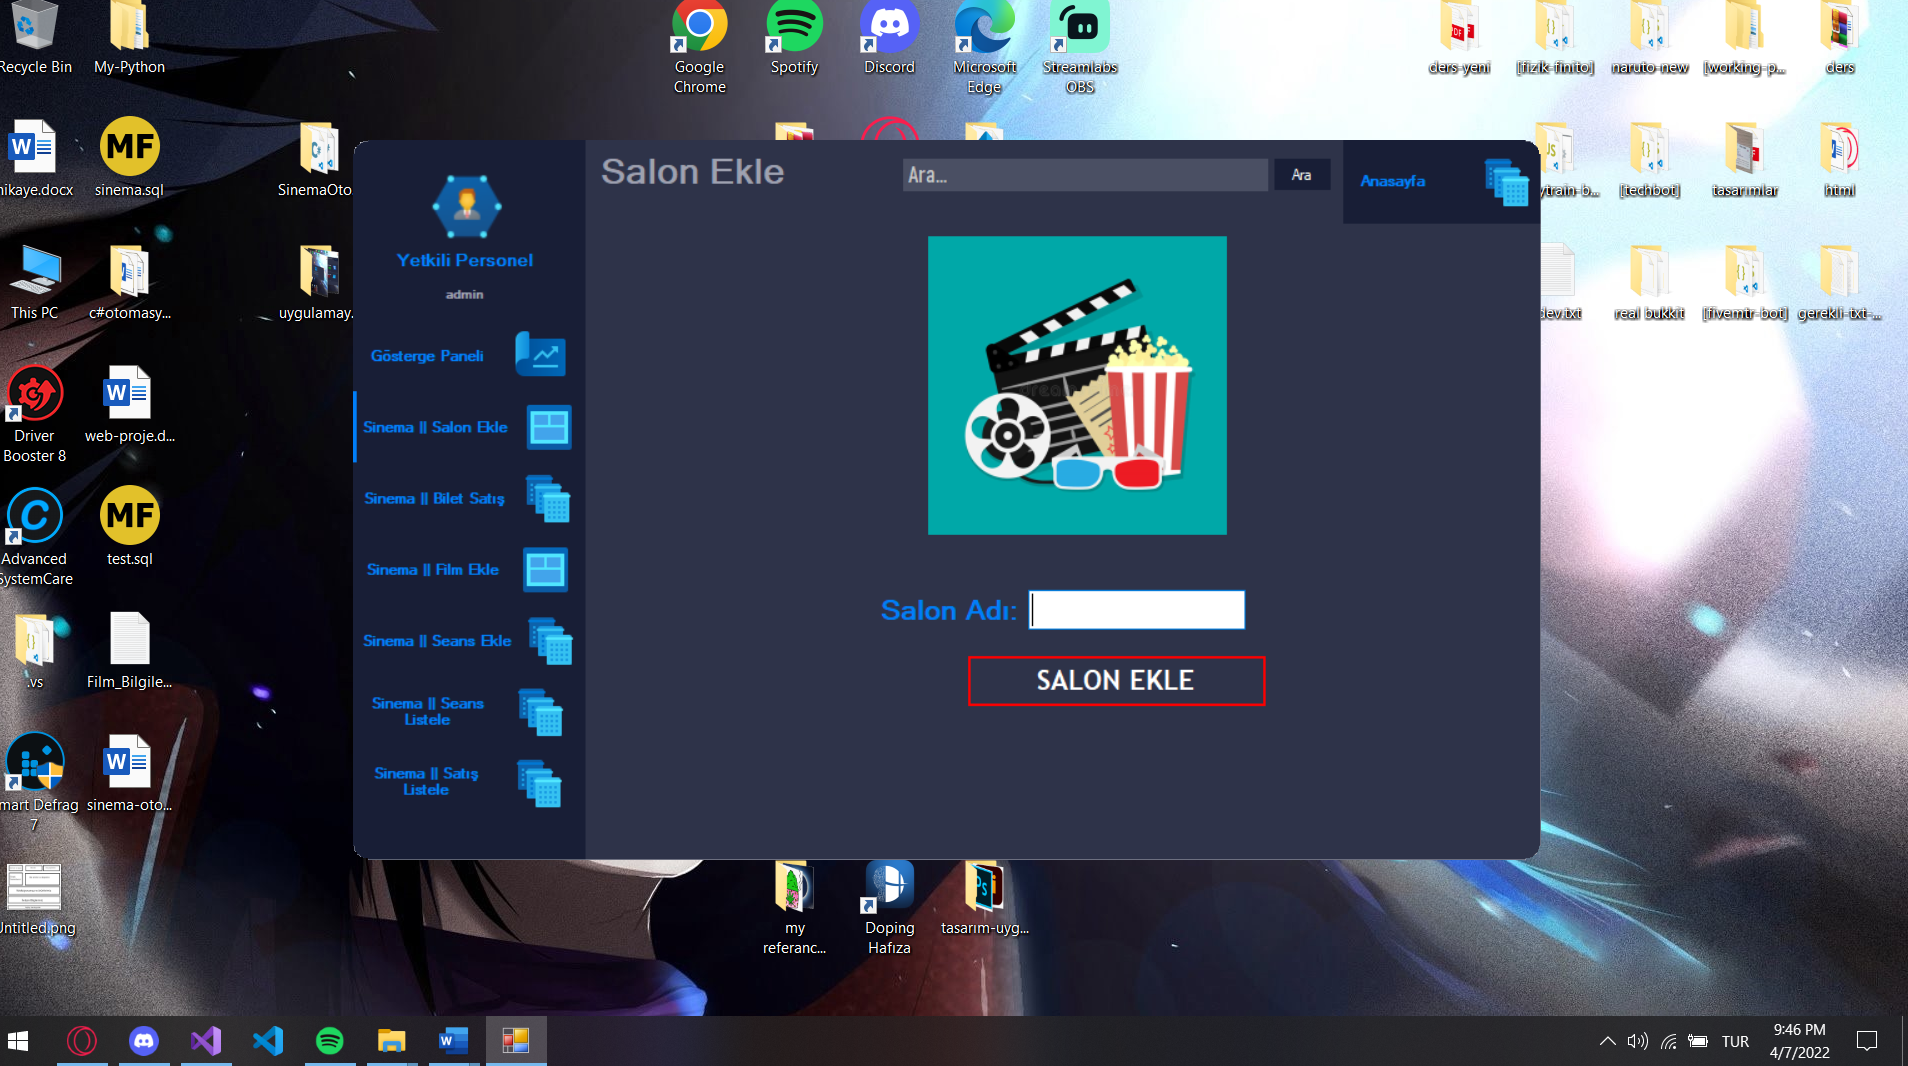 Recycle Bin
My-Python
Google
Chrome
Spotify
Discord
Microsoft
Edge
Streamlabs
OBS
ders-yeni
[fizik-finito]
naruto-new
[working-p...
ders
hikaye.docx
MF
sinema.sql
SinemaOto
ytrain-b...
[techbot]
tasarımlar
html
This PC
c#otomasy...
uygulamay.
dev.txt
real bukkit
[fivemtr-bot]
gerekli-txt-...
Driver
Booster 8
web-proje.d...
Advanced
SystemCare
MF
test.sql
.vs
Film_Bilgile...
mart Defrag
7
sinema-oto...
Untitled.png
my
referanc...
Doping
Hafıza
tasarım-uyg...
Yetkili Personel
admin
Gösterge Paneli
Sinema || Salon Ekle
Sinema || Bilet Satış
Sinema || Film Ekle
Sinema || Seans Ekle
Sinema || Seans
Listele
Sinema || Satış
Listele
Salon Ekle
Ara...
Ara
Anasayfa
Salon Adı:
SALON EKLE
TUR
9:46 PM
4/7/2022